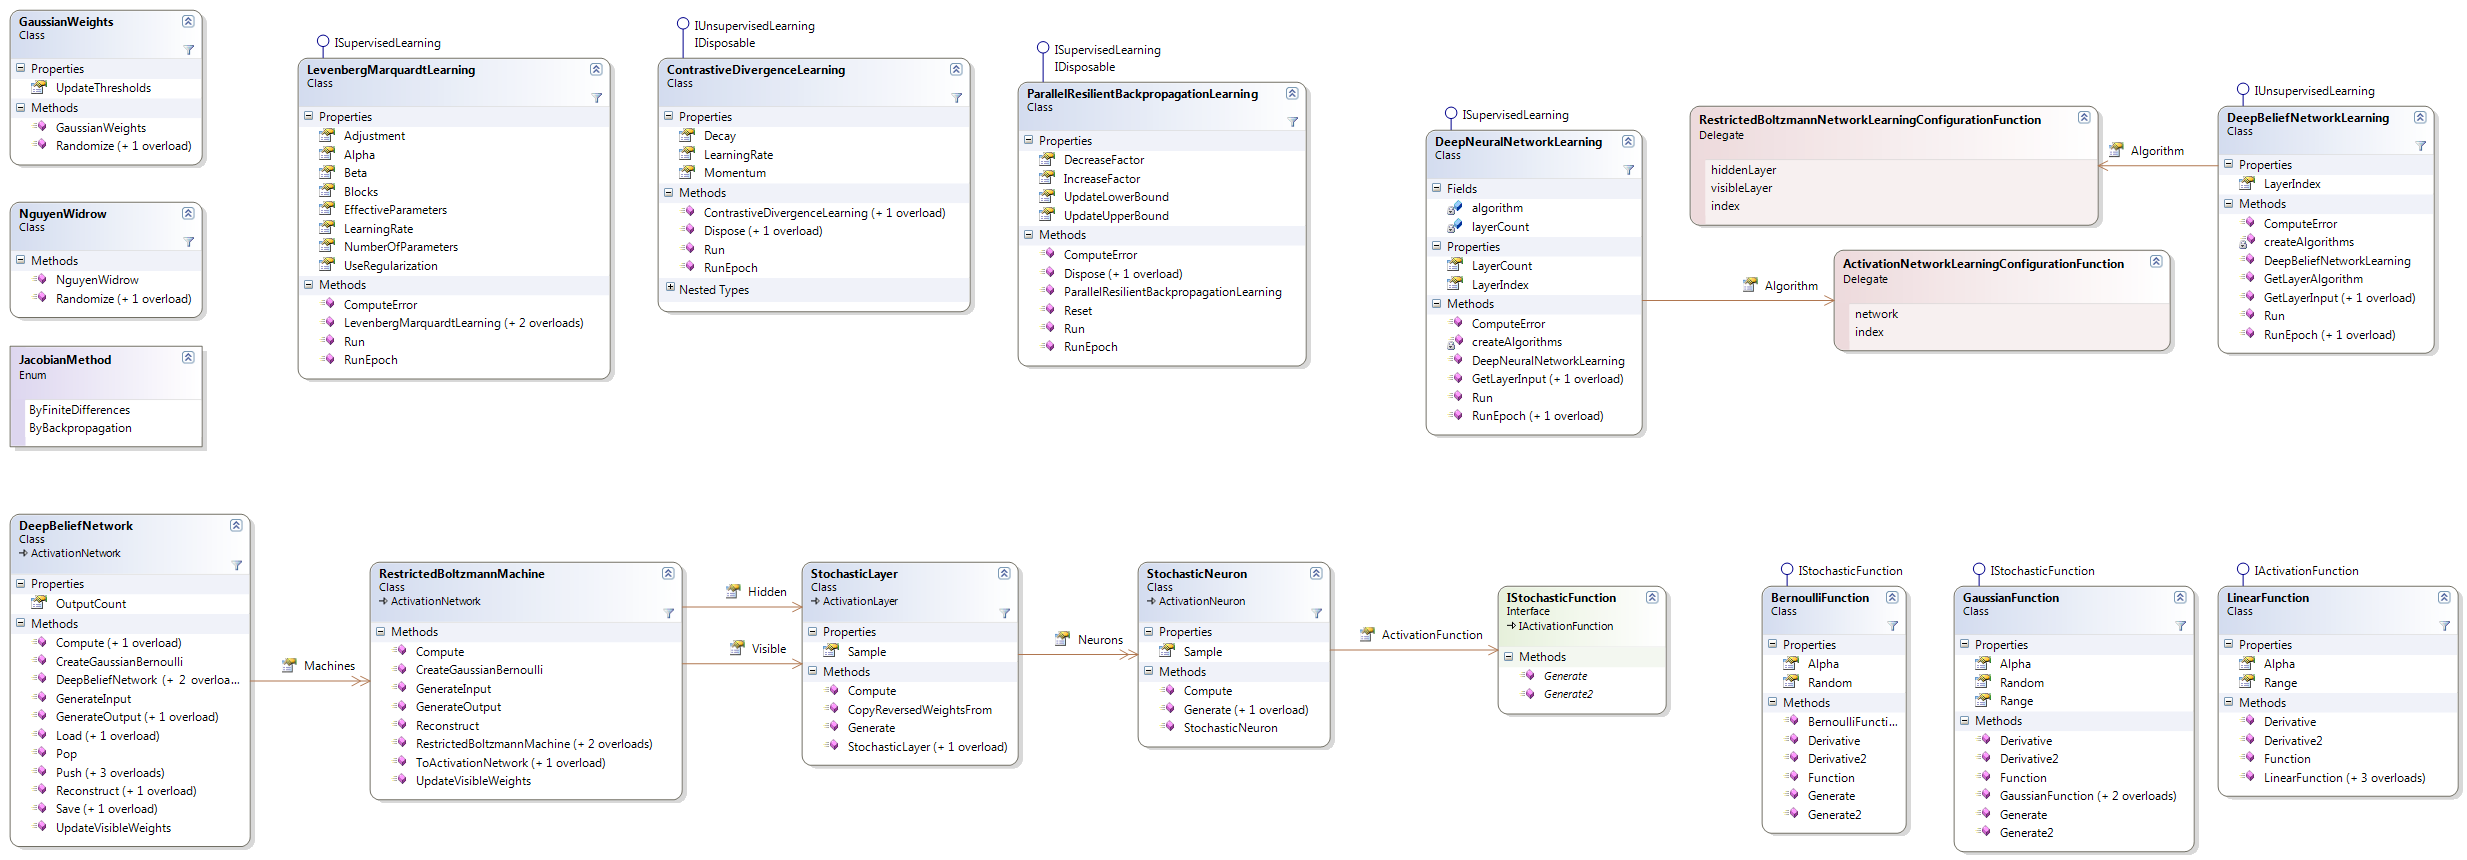 GaussianWeights
Class
Properties
UpdateThresholds
Methods
GaussianWeights
Randomize (+ 1 overload)
NguyenWidrow
Class
Methods
NguyenWidrow
Randomize (+ 1 overload)
JacobianMethod
Enum
ByFiniteDifferences
ByBackpropagation
ISupervisedLearning
LevenbergMarquardtLearning
Class
Properties
Adjustment
Alpha
Beta
Blocks
EffectiveParameters
LearningRate
NumberOfParameters
UseRegularization
Methods
ComputeError
LevenbergMarquardtLearning (+ 2 overloads)
Run
RunEpoch
IUnsupervisedLearning
IDisposable
ContrastiveDivergenceLearning
Class
Properties
Decay
LearningRate
Momentum
Methods
ContrastiveDivergenceLearning (+ 1 overload)
Dispose (+ 1 overload)
Run
RunEpoch
Nested Types
ISupervisedLearning
IDisposable
ParallelResilientBackpropagationLearning
Class
Properties
DecreaseFactor
IncreaseFactor
UpdateLowerBound
UpdateUpperBound
Methods
ComputeError
Dispose (+ 1 overload)
ParallelResilientBackpropagationLearning
Reset
Run
RunEpoch
ISupervisedLearning
DeepNeuralNetworkLearning
Class
Fields
algorithm
layerCount
Properties
LayerCount
LayerIndex
Methods
ComputeError
createAlgorithms
DeepNeuralNetworkLearning
GetLayerInput (+ 1 overload)
Run
RunEpoch (+ 1 overload)
Algorithm
RestrictedBoltzmannNetworkLearningConfigurationFunction
Delegate
hiddenLayer
visibleLayer
index
ActivationNetworkLearningConfigurationFunction
Delegate
network
index
Algorithm
IUnsupervisedLearning
DeepBeliefNetworkLearning
Class
Properties
LayerIndex
Methods
ComputeError
createAlgorithms
DeepBeliefNetworkLearning
GetLayerAlgorithm
GetLayerInput (+ 1 overload)
Run
RunEpoch (+ 1 overload)
DeepBeliefNetwork
Class
ActivationNetwork
Properties
OutputCount
Methods
Compute (+ 1 overload)
CreateGaussianBernoulli
DeepBeliefNetwork (+ 2 overloa...
GenerateInput
GenerateOutput (+ 1 overload)
Load (+ 1 overload)
Pop
Push (+ 3 overloads)
Reconstruct (+ 1 overload)
Save (+ 1 overload)
UpdateVisibleWeights
Machines
RestrictedBoltzmannMachine
Class
ActivationNetwork
Methods
Compute
CreateGaussianBernoulli
GenerateInput
GenerateOutput
Reconstruct
RestrictedBoltzmannMachine (+ 2 overloads)
ToActivationNetwork (+ 1 overload)
UpdateVisibleWeights
Hidden
Visible
StochasticLayer
Class
ActivationLayer
Properties
Sample
Methods
Compute
CopyReversedWeightsFrom
Generate
StochasticLayer (+ 1 overload)
Neurons
StochasticNeuron
Class
ActivationNeuron
Properties
Sample
Methods
Compute
Generate (+ 1 overload)
StochasticNeuron
ActivationFunction
IStochasticFunction
Interface
IActivationFunction
Methods
Generate
Generate2
IStochasticFunction
BernoulliFunction
Class
Properties
Alpha
Random
Methods
BernoulliFuncti...
Derivative
Derivative2
Function
Generate
Generate2
IStochasticFunction
GaussianFunction
Class
Properties
Alpha
Random
Range
Methods
Derivative
Derivative2
Function
GaussianFunction (+ 2 overloads)
Generate
Generate2
IActivationFunction
LinearFunction
Class
Properties
Alpha
Range
Methods
Derivative
Derivative2
Function
LinearFunction (+ 3 overloads)